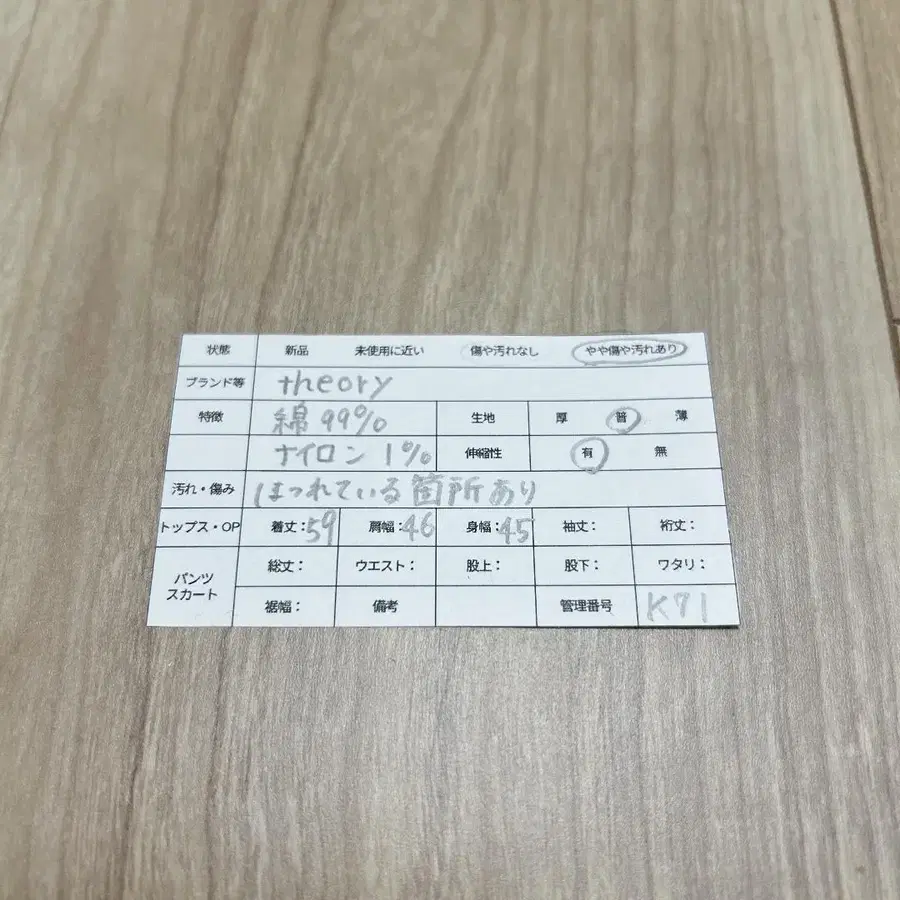 状態 新品 未使用に近い 傷や汚れなし やや傷や汚れあり
ブランド等 theory
特徴 綿 99% 生地 厚 普 薄
ナイロン 1% 伸縮性 有 無
汚れ・傷み ほつれている箇所あり
トップス・OP 着丈:59 肩幅:46 身幅:45 袖丈: 裄丈:
パンツ スカート 総丈: ウエスト: 股上: 股下: ワタリ:
裾幅: 備考 管理番号 K71